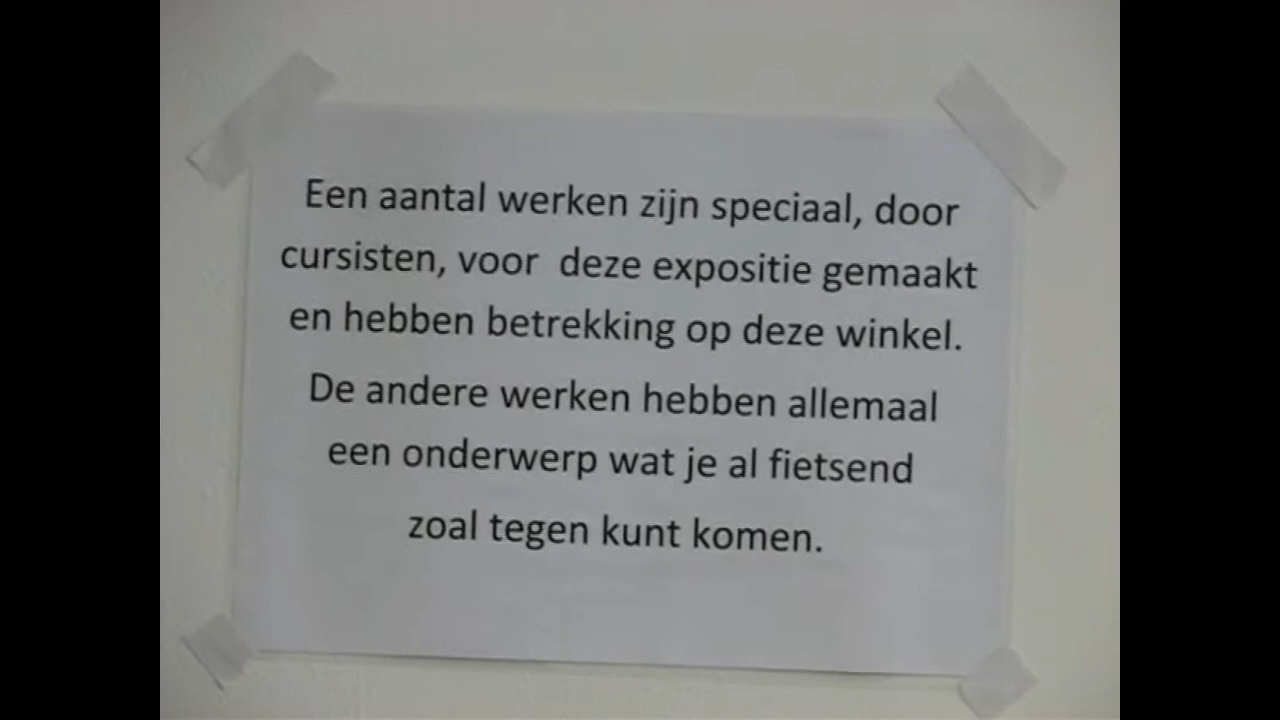 Een aantal werken zijn speciaal, door
cursisten, voor  deze expositie gemaakt
en hebben betrekking op deze winkel.
De andere werken hebben allemaal
een onderwerp wat je al fietsend
zoal tegen kunt komen.